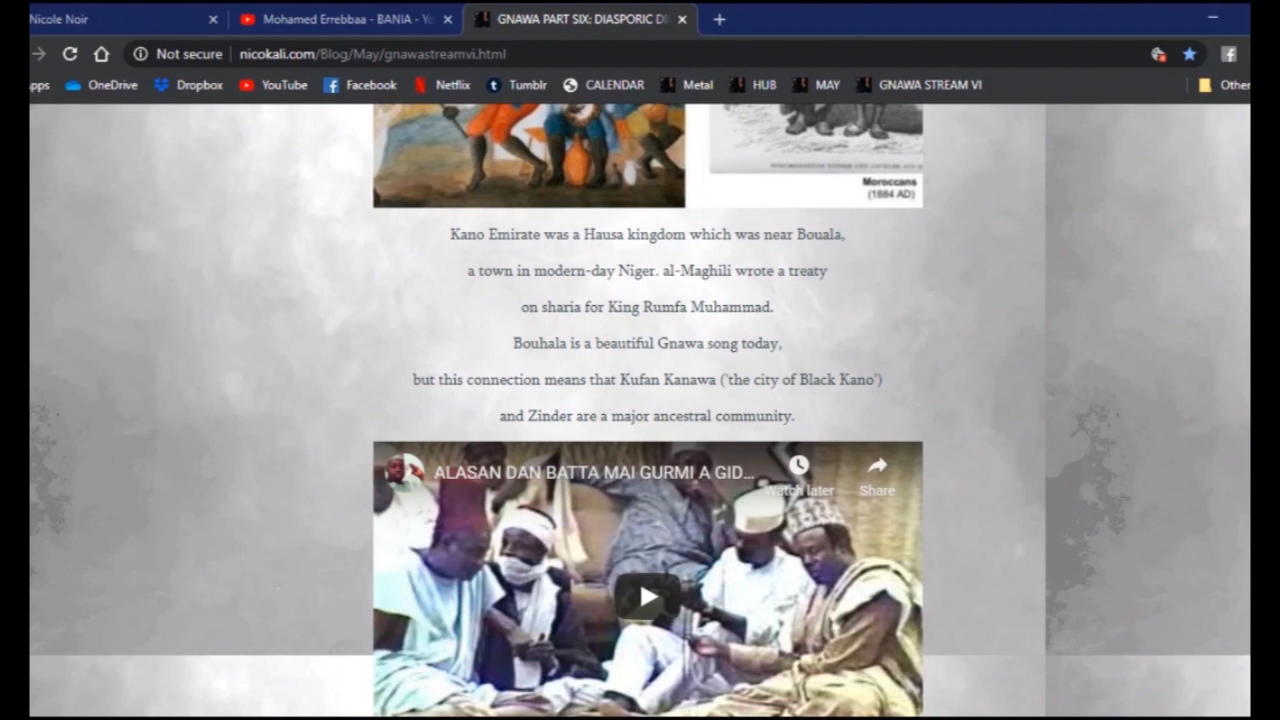 Nicole Noir
Mohamed Errebbaa - BANIA - Yo
GNAWA PART SIX: DIASPORIC DI
Not secure
nicokali.com/Blog/May/gnawastreamvi.html
pps
OneDrive
Dropbox
YouTube
Facebook
Netflix
Tumblr
CALENDAR
Metal
HUB
MAY
GNAWA STREAM VI
Other
Moroccans
(1884 AD)
Kano Emirate was a Hausa kingdom which was near Bouala,
a town in modern-day Niger. al-Maghili wrote a treaty
on sharia for King Rumfa Muhammad.
Bouhala is a beautiful Gnawa song today,
but this connection means that Kufan Kanawa ('the city of Black Kano')
and Zinder are a major ancestral community.
ALASAN DAN BATTA MAI GURMI A GID...
Watch later
Share